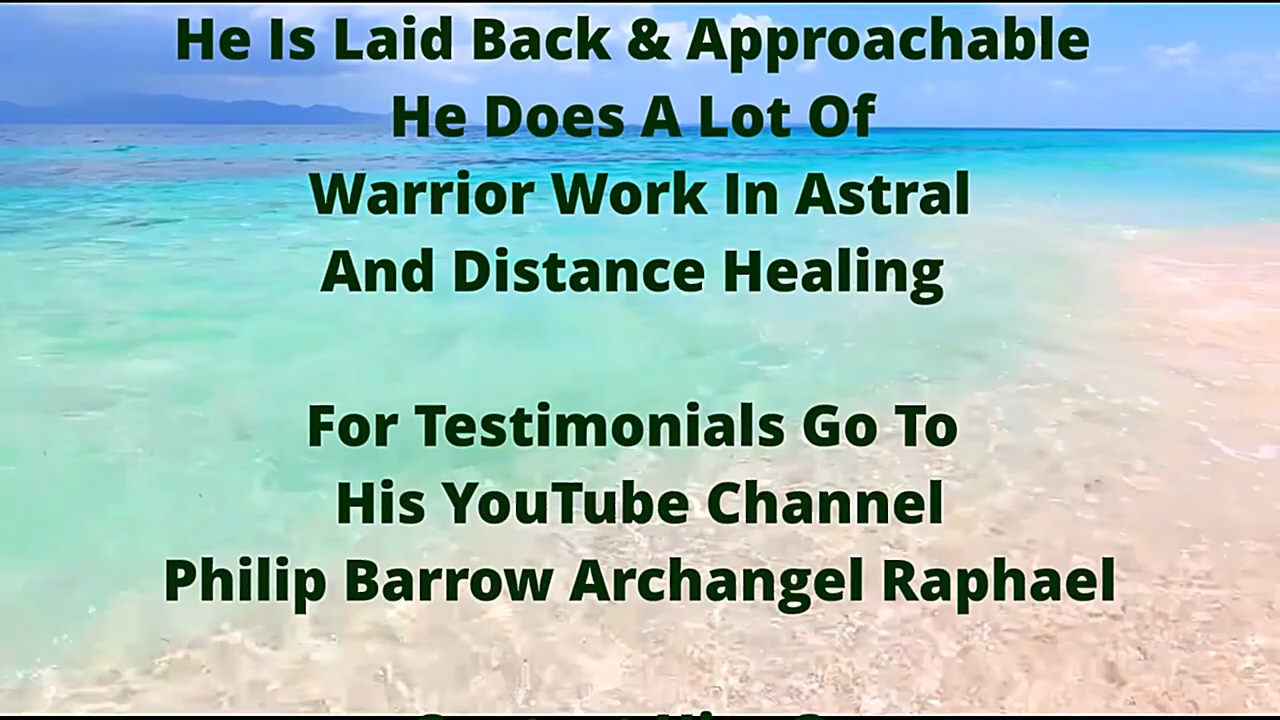 He Is Laid Back & Approachable
He Does A Lot Of
Warrior Work In Astral
And Distance Healing
For Testimonials Go To
His YouTube Channel
Philip Barrow Archangel Raphael